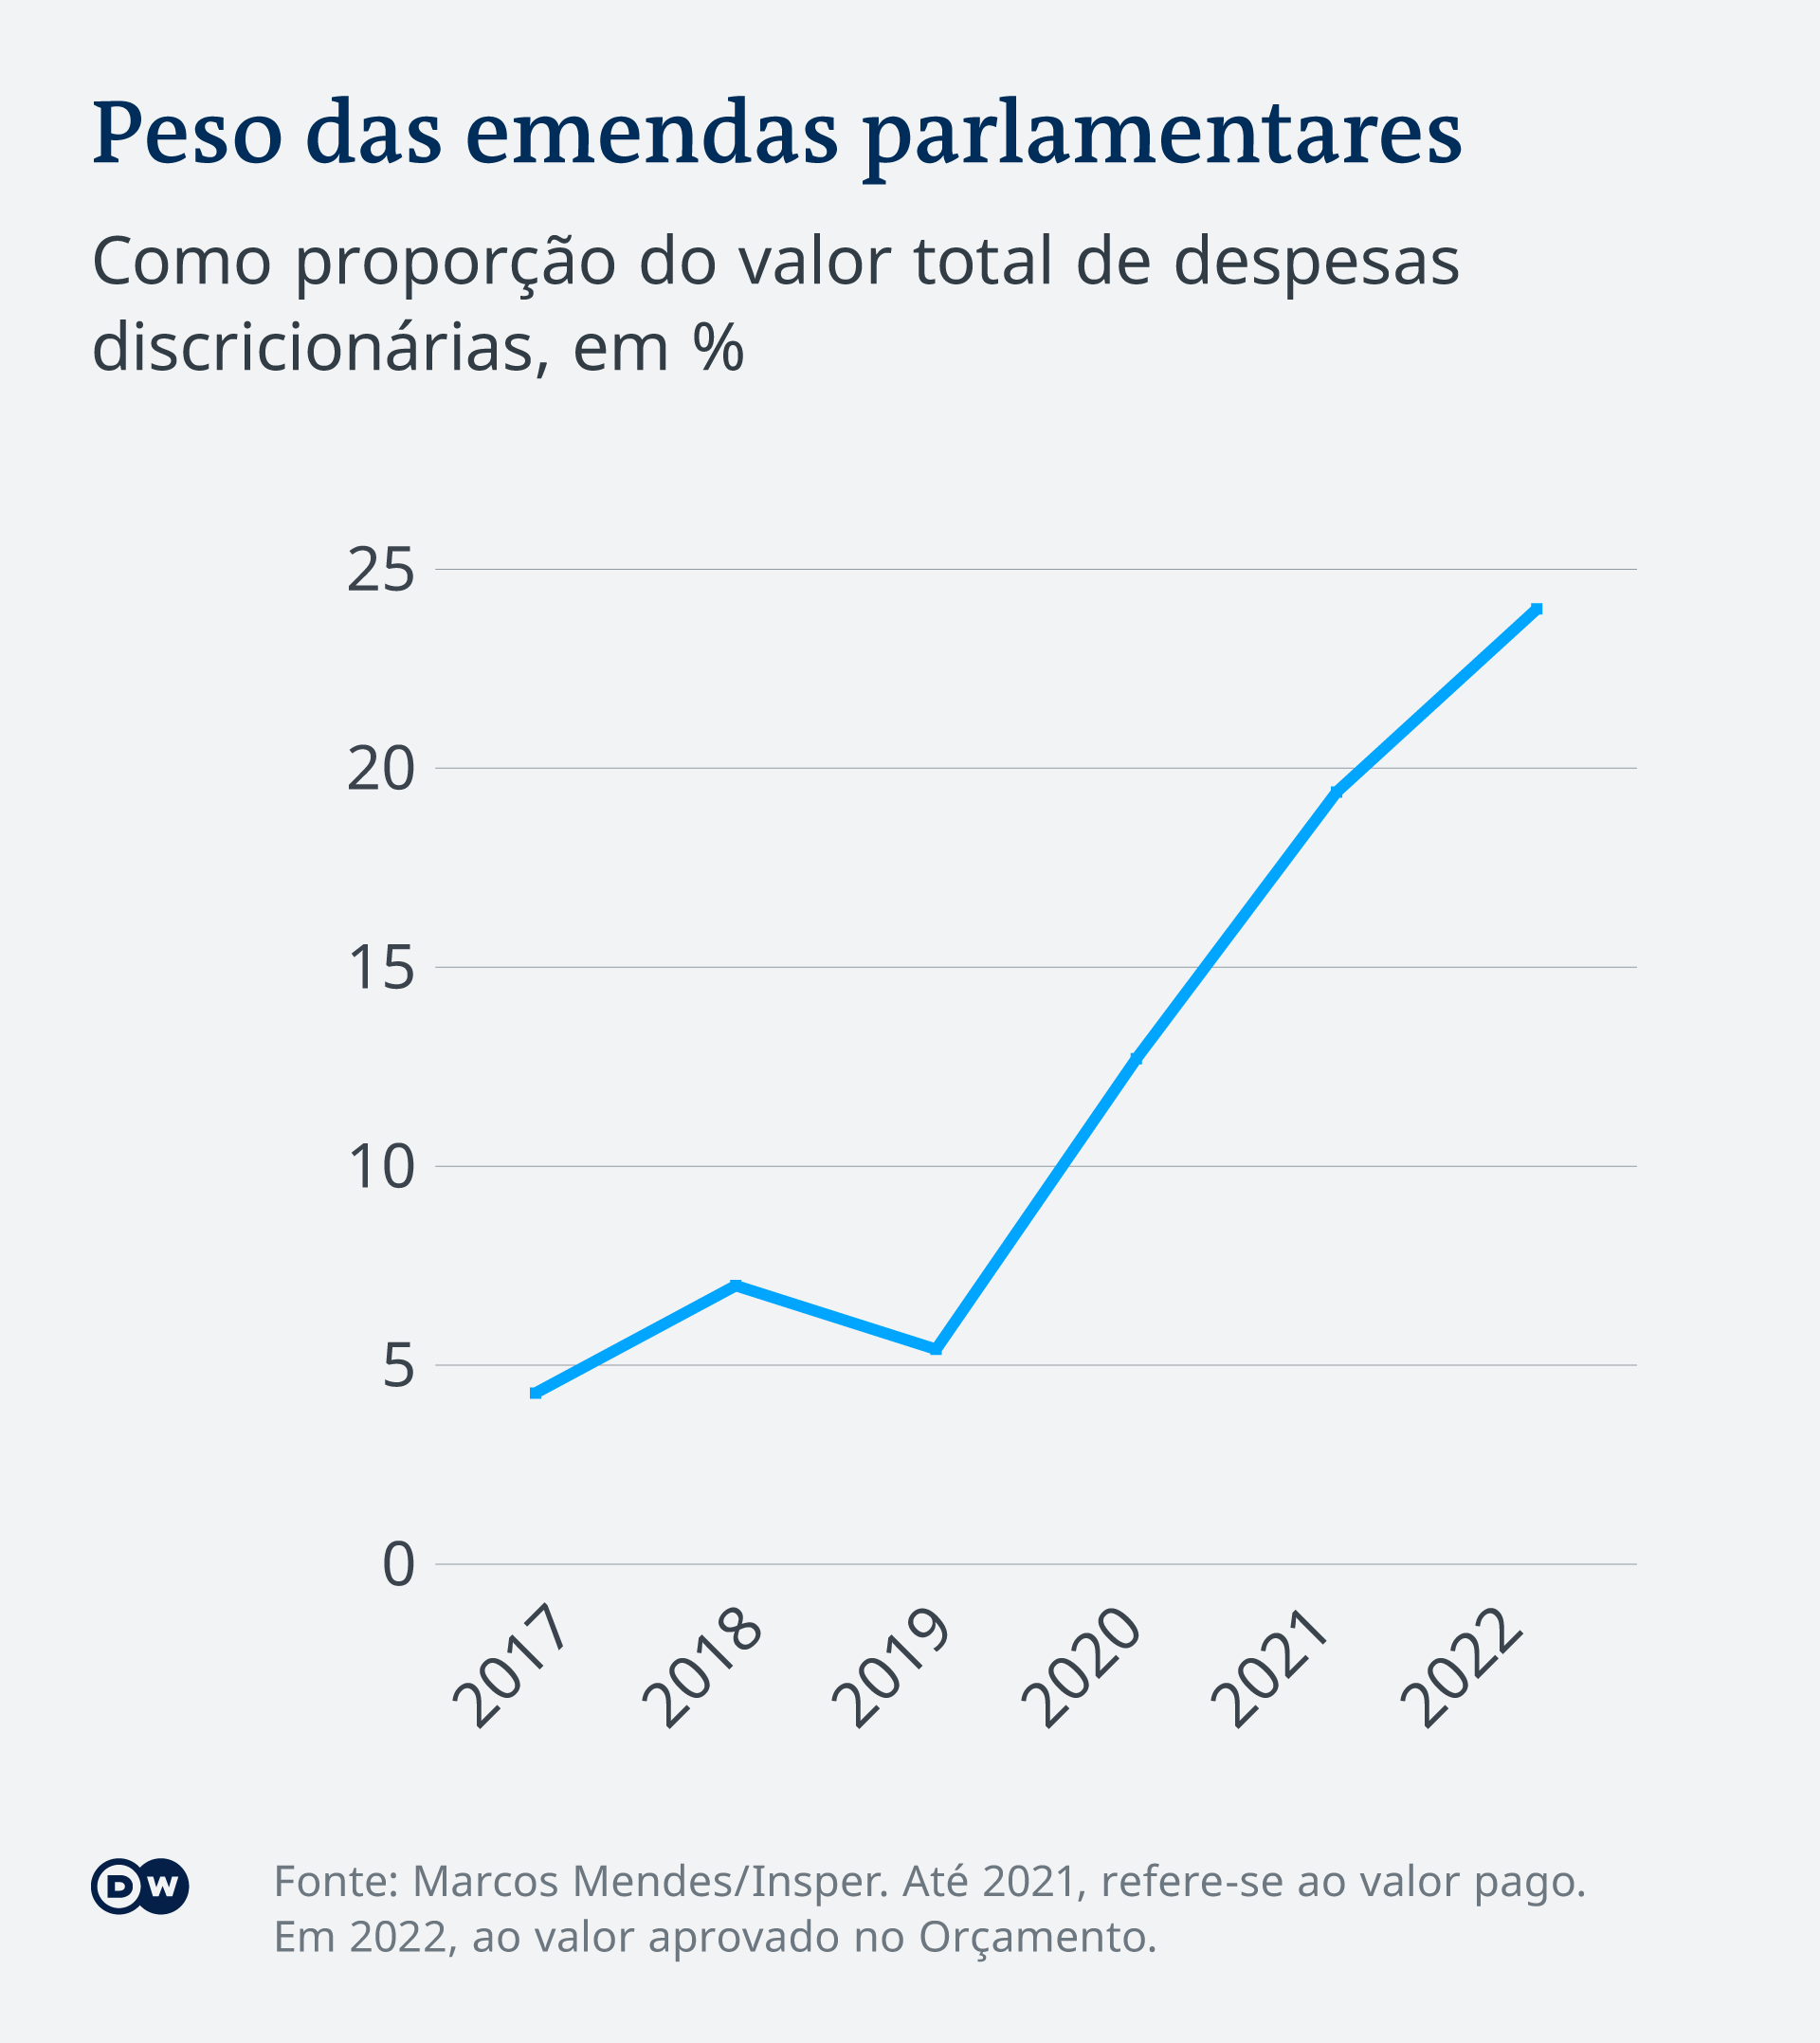 Peso das emendas parlamentares
Como proporção do valor total de despesas
discricionárias, em %
25
20
15
10
5
0
2017
2018
2019
2020
2021
2022
DW
Fonte: Marcos Mendes/Insper. Até 2021, refere-se ao valor pago.
Em 2022, ao valor aprovado no Orçamento.